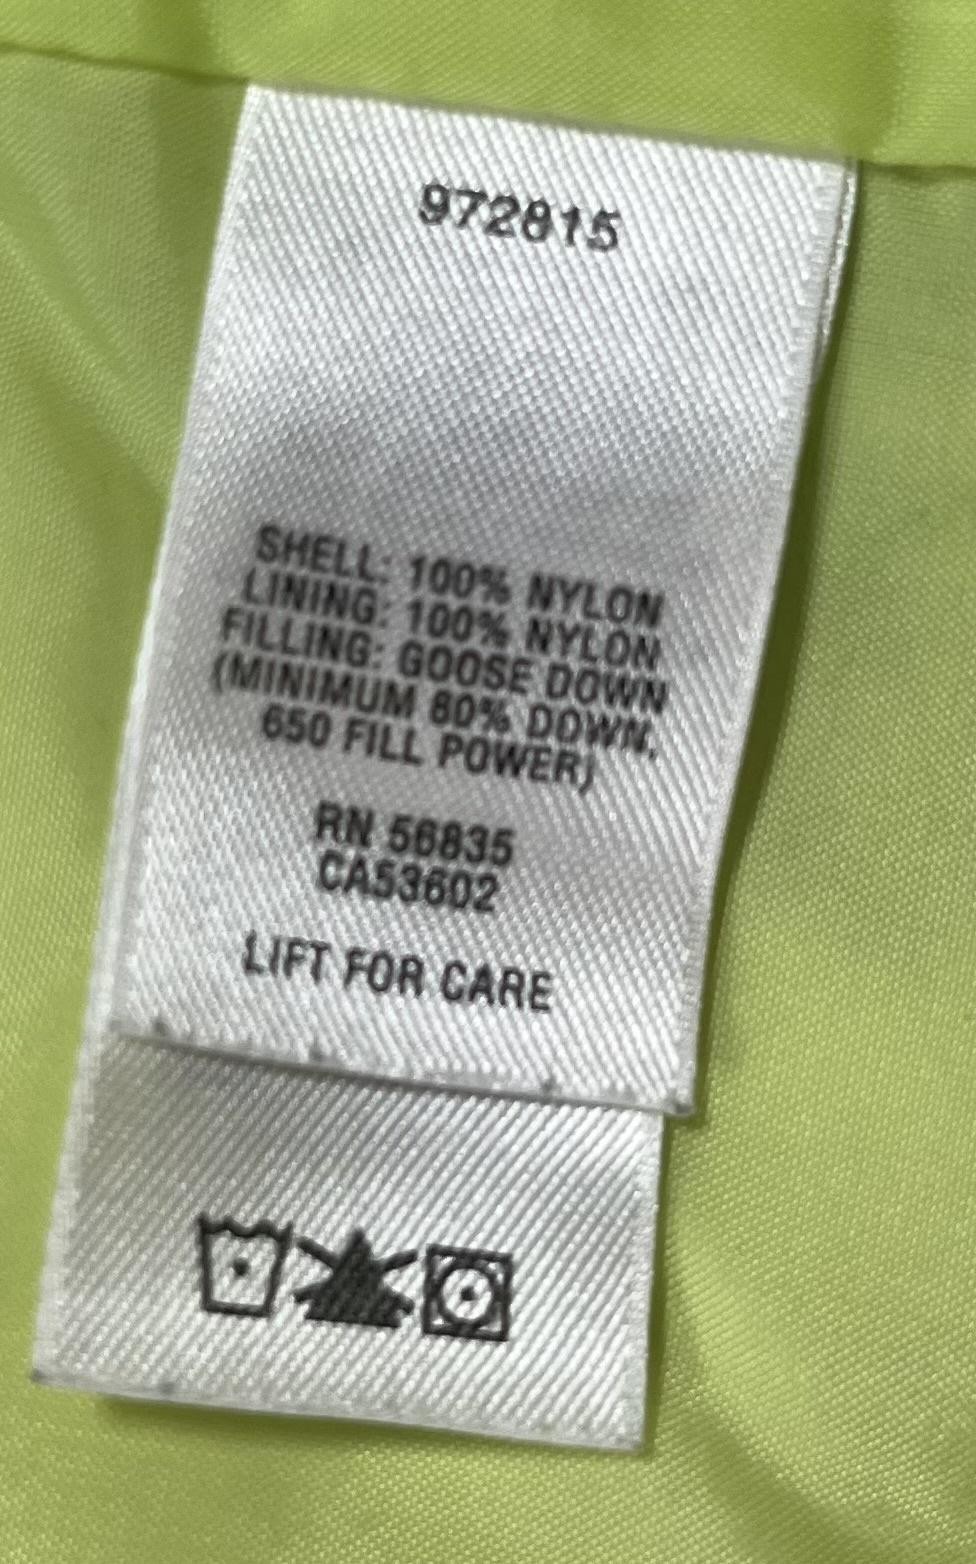 972815
SHELL: 100% NYLON
LINING: 100% NYLON
FILLING: GOOSE DOWN
(MINIMUM 80% DOWN,
650 FILL POWER)
RN 56835
CA53602
LIFT FOR CARE